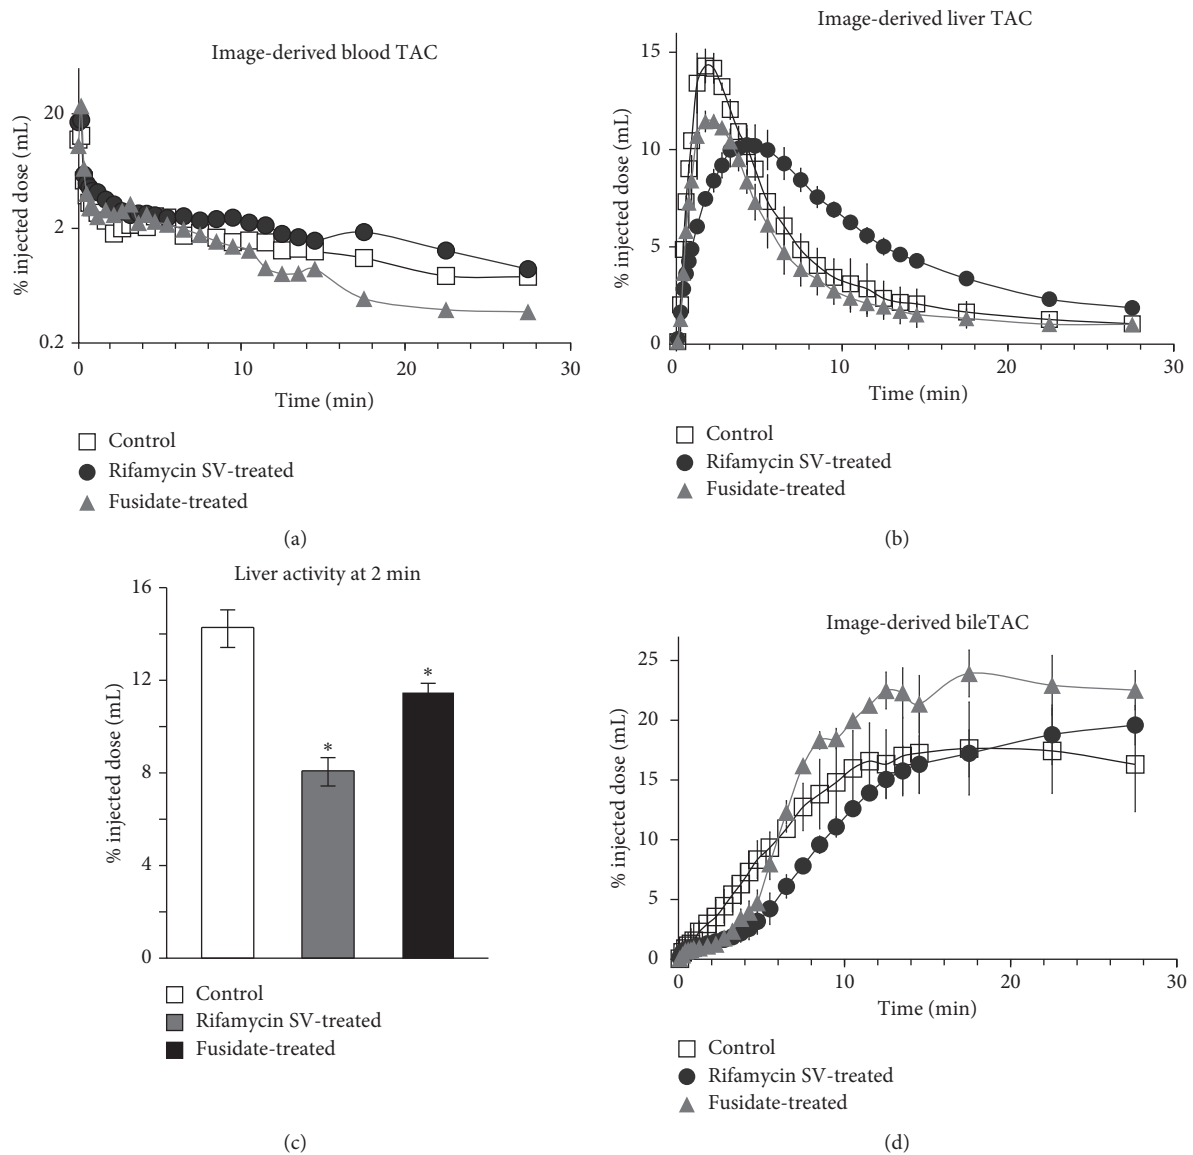 Image-derived blood TAC
% injected dose (mL)
20
2
0.2
0
10
20
30
Time (min)
Control
Rifamycin SV-treated
Fusidate-treated
(a)
Image-derived liver TAC
% injected dose (mL)
15
10
5
0
0
10
20
30
Time (min)
Control
Rifamycin SV-treated
Fusidate-treated
(b)
Liver activity at 2 min
% injected dose (mL)
16
12
8
4
0
*
*
Control
Rifamycin SV-treated
Fusidate-treated
(c)
Image-derived bileTAC
% injected dose (mL)
25
20
15
10
5
0
0
10
20
30
Time (min)
Control
Rifamycin SV-treated
Fusidate-treated
(d)